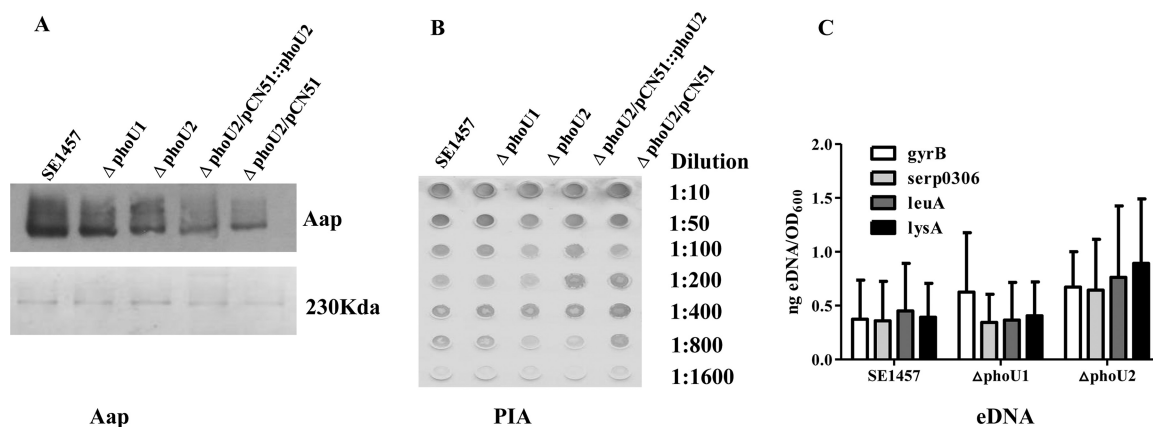 A
SE1457
△phoU1
△phoU2
△phoU2/pCN51::phoU2
△phoU2/pCN51
Aap
230Kda
Aap
B
SE1457
△phoU1
△phoU2
△phoU2/pCN51::phoU2
△phoU2/pCN51
Dilution
1:10
1:50
1:100
1:200
1:400
1:800
1:1600
PIA
C
ng eDNA/OD600
2.0
1.5
1.0
0.5
0.0
gyrB
serp0306
leuA
lysA
SE1457
△phoU1
△phoU2
eDNA